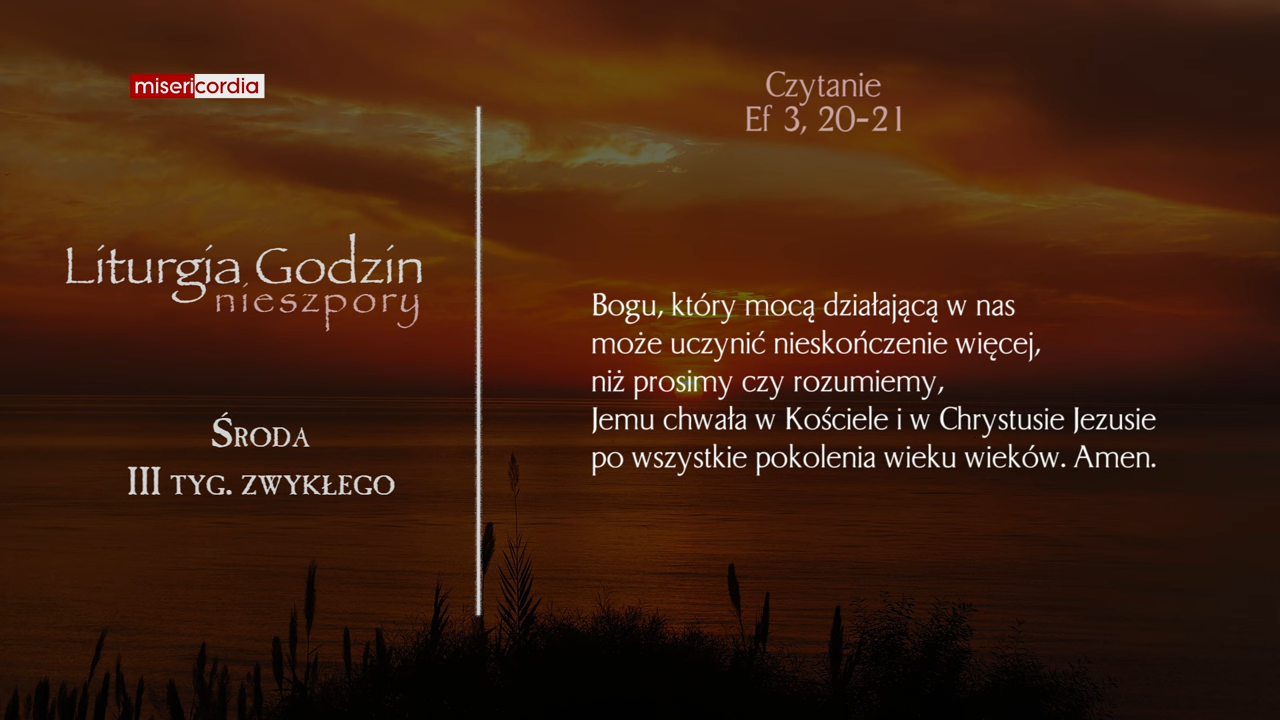 misericordia
Liturgia Godzin
nieszpory
Środa
III tyg. zwykłego
Czytanie
Ef 3, 20-21
Bogu, który mocą działającą w nas
może uczynić nieskończenie więcej,
niż prosimy czy rozumiemy,
Jemu chwała w Kościele i w Chrystusie Jezusie
po wszystkie pokolenia wieku wieków. Amen.